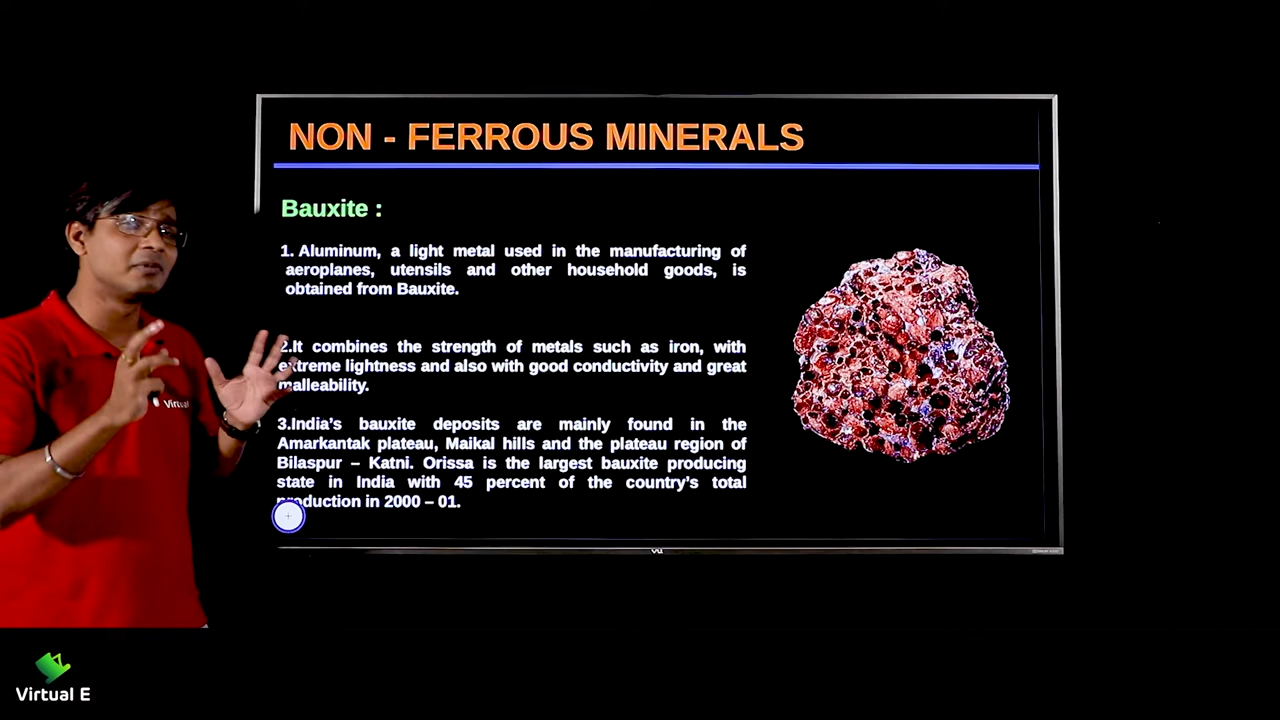 NON - FERROUS MINERALS
Bauxite :
1. Aluminum, a light metal used in the manufacturing of
aeroplanes, utensils and other household goods, is
obtained from Bauxite.
2.It combines the strength of metals such as iron, with
extreme lightness and also with good conductivity and great
malleability.
3.India's bauxite deposits are mainly found in the
Amarkantak plateau, Maikal hills and the plateau region of
Bilaspur – Katni. Orissa is the largest bauxite producing
state in India with 45 percent of the country's total
production in 2000 – 01.
Virtual
VU
Virtual E